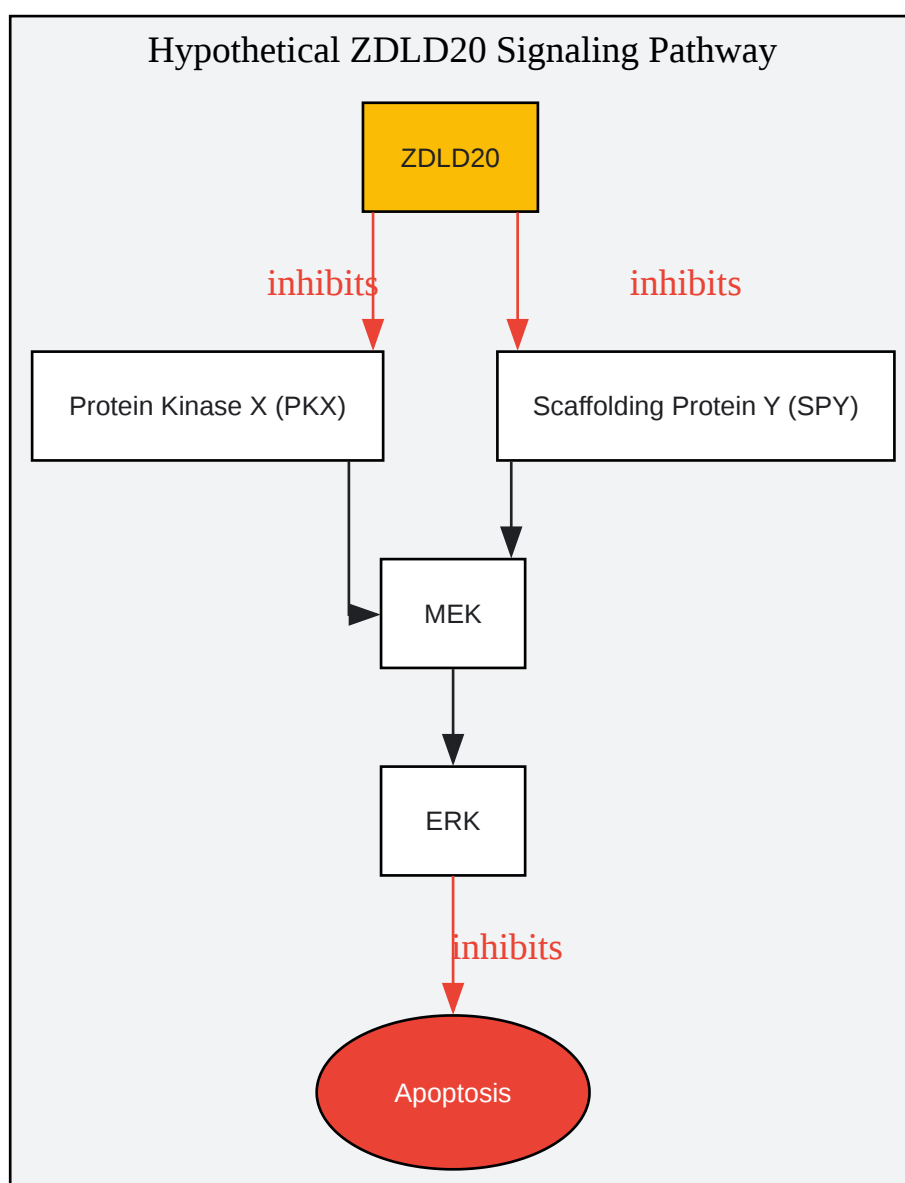 Hypothetical ZDLD20 Signaling Pathway
ZDLD20
inhibits
inhibits
Protein Kinase X (PKX)
Scaffolding Protein Y (SPY)
MEK
ERK
inhibits
Apoptosis